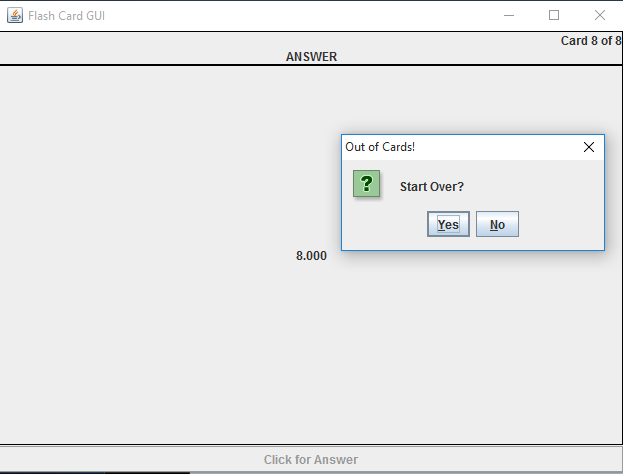 Flash Card GUI
Card 8 of 8
ANSWER
Out of Cards!
?
Start Over?
Yes No
8.000
Click for Answer